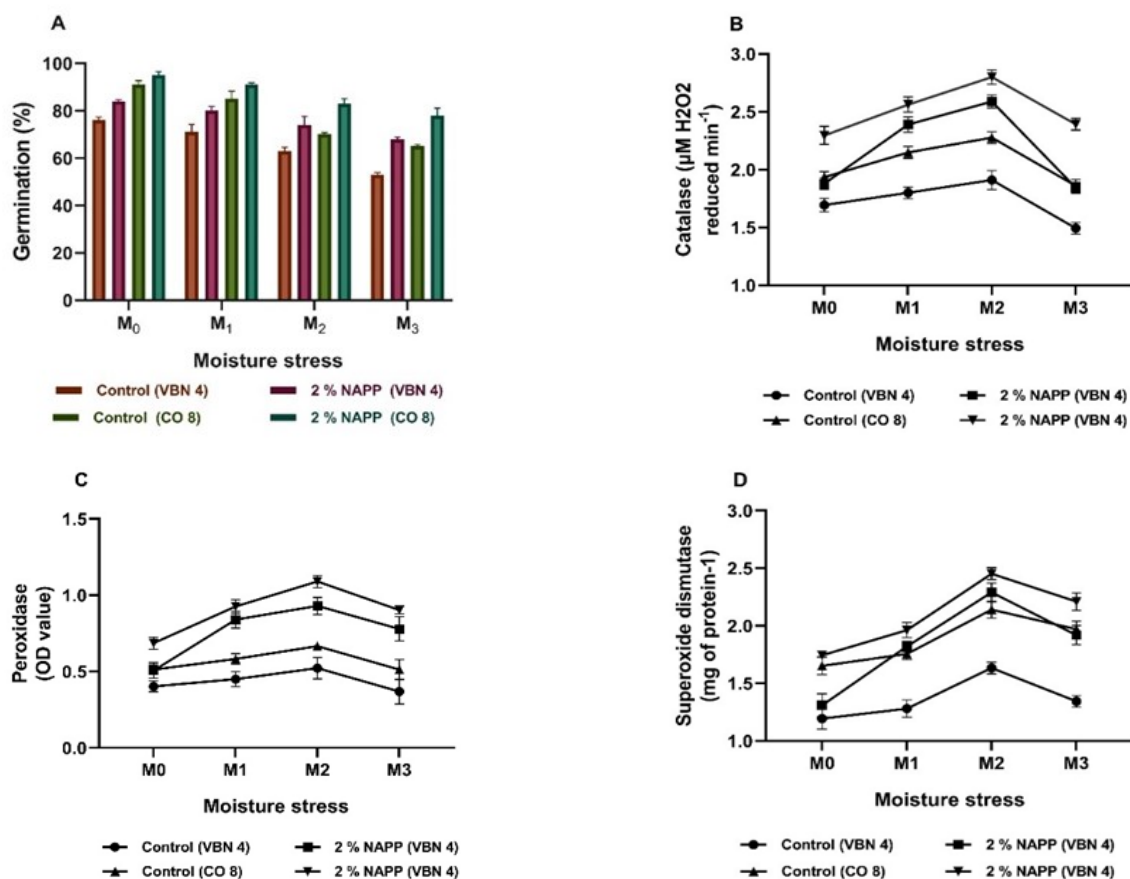 A
Germination (%)
100
80
60
40
20
0
M0
M1
M2
M3
Moisture stress
Control (VBN 4)
2 % NAPP (VBN 4)
Control (CO 8)
2 % NAPP (CO 8)
B
Catalase (µM H2O2
reduced min-1)
3.0
2.5
2.0
1.5
1.0
M0
M1
M2
M3
Moisture stress
Control (VBN 4)
2 % NAPP (VBN 4)
Control (CO 8)
2 % NAPP (VBN 4)
C
Peroxidase
(OD value)
1.5
1.0
0.5
0.0
M0
M1
M2
M3
Moisture stress
Control (VBN 4)
2 % NAPP (VBN 4)
Control (CO 8)
2 % NAPP (VBN 4)
D
Superoxide dismutase
(mg of protein-1)
3.0
2.5
2.0
1.5
1.0
M0
M1
M2
M3
Moisture stress
Control (VBN 4)
2 % NAPP (VBN 4)
Control (CO 8)
2 % NAPP (VBN 4)